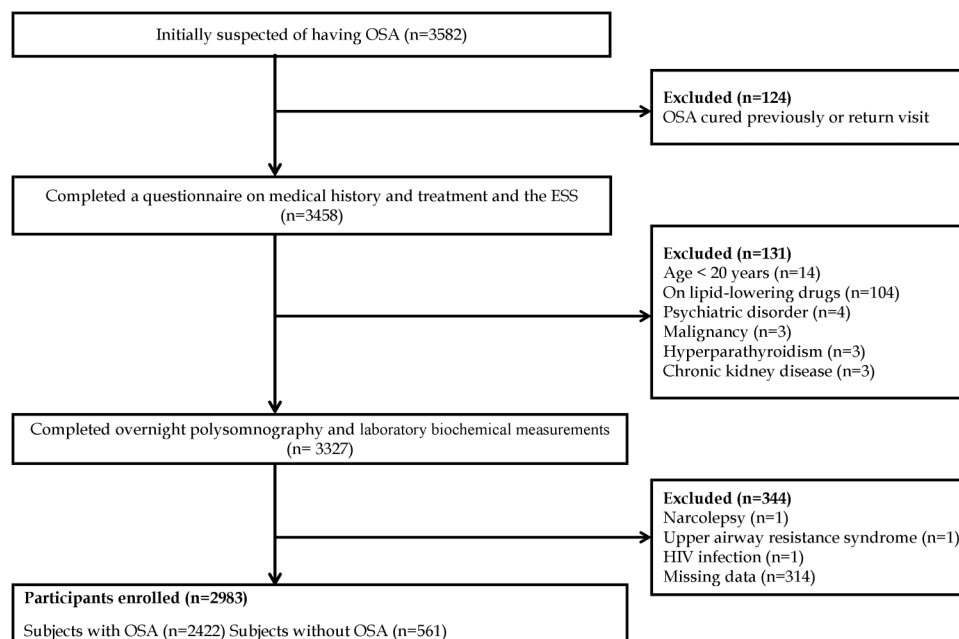 Initially suspected of having OSA (n=3582)
Excluded (n=124)
OSA cured previously or return visit
Completed a questionnaire on medical history and treatment and the ESS
(n=3458)
Excluded (n=131)
Age < 20 years (n=14)
On lipid-lowering drugs (n=104)
Psychiatric disorder (n=4)
Malignancy (n=3)
Hyperparathyroidism (n=3)
Chronic kidney disease (n=3)
Completed overnight polysomnography and laboratory biochemical measurements
(n= 3327)
Excluded (n=344)
Narcolepsy (n=1)
Upper airway resistance syndrome (n=1)
HIV infection (n=1)
Missing data (n=314)
Participants enrolled (n=2983)
Subjects with OSA (n=2422) Subjects without OSA (n=561)